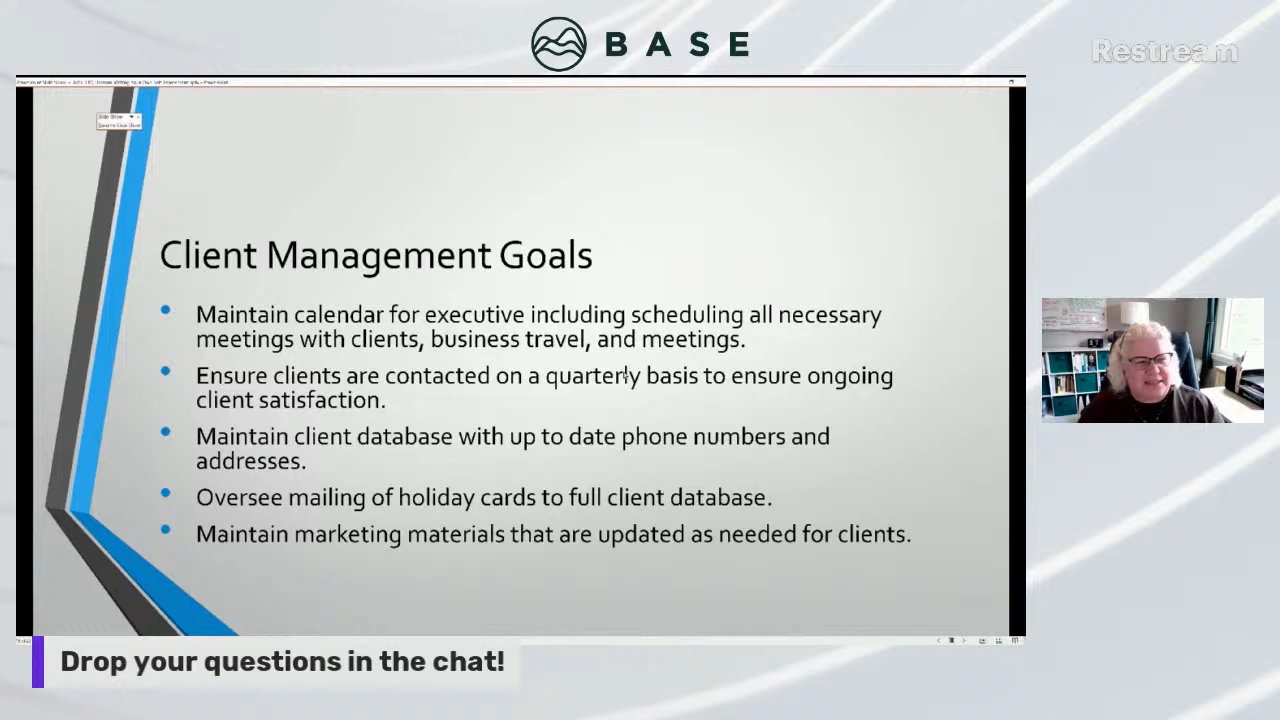 BASE
Restream
Client Management Goals
Maintain calendar for executive including scheduling all necessary
meetings with clients, business travel, and meetings.
Ensure clients are contacted on a quarterly basis to ensure ongoing
client satisfaction.
Maintain client database with up to date phone numbers and
addresses.
Oversee mailing of holiday cards to full client database.
Maintain marketing materials that are updated as needed for clients.
Drop your questions in the chat!